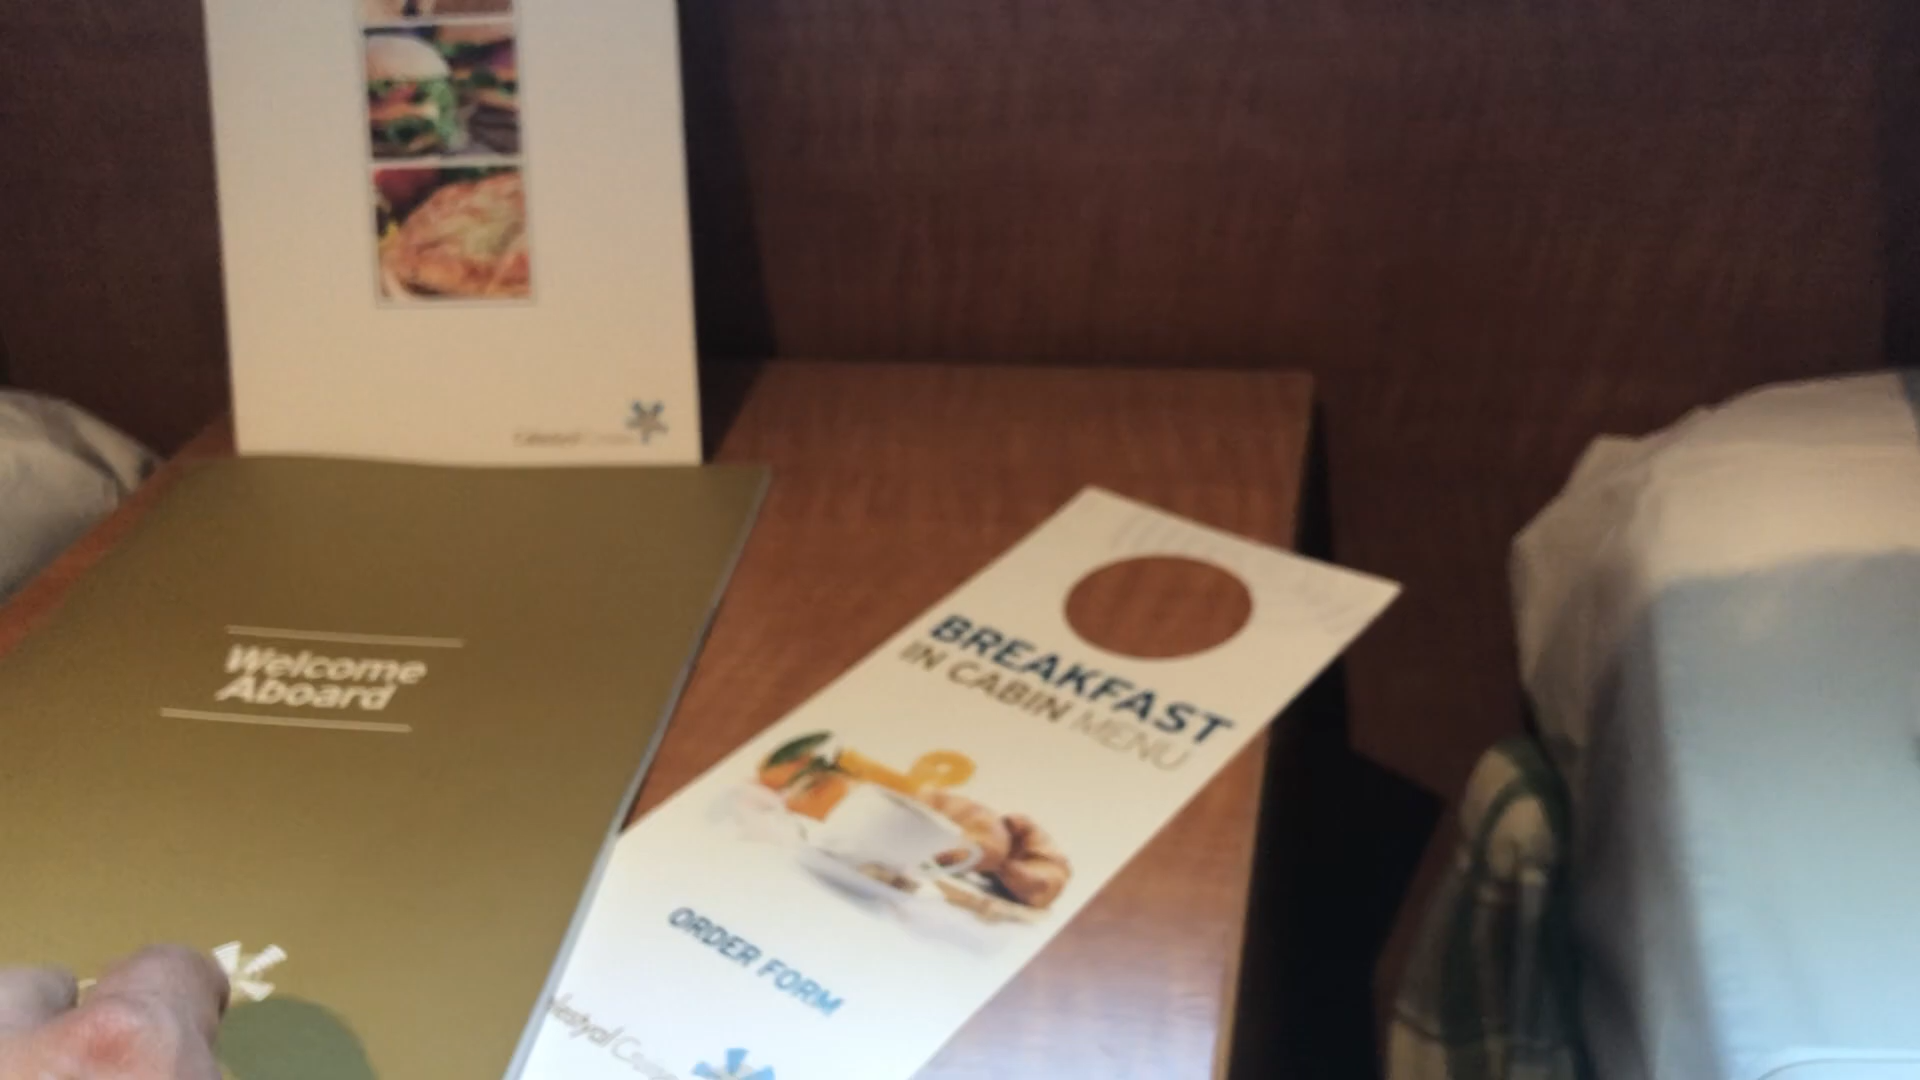 Welcome
Aboard
BREAKFAST
IN CABIN MENU
ORDER FORM